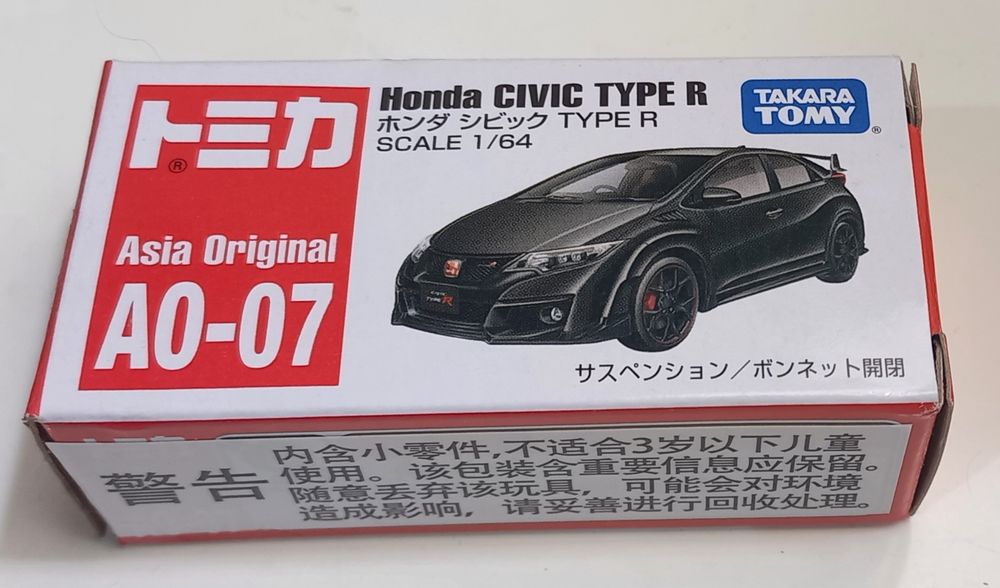 トミカ
®
Asia Original
AO-07
Honda CIVIC TYPE R
ホンダ シビック TYPE R
SCALE 1/64
TAKARA
TOMY
®
CIVIC
TYPE R
サスペンション/ボンネット開閉
警告
内含小零件,不适合3岁以下儿童
使用。该包装含重要信息应保留。
随意丢弃该玩具,可能会对环境
造成影响,请妥善进行回收处理。